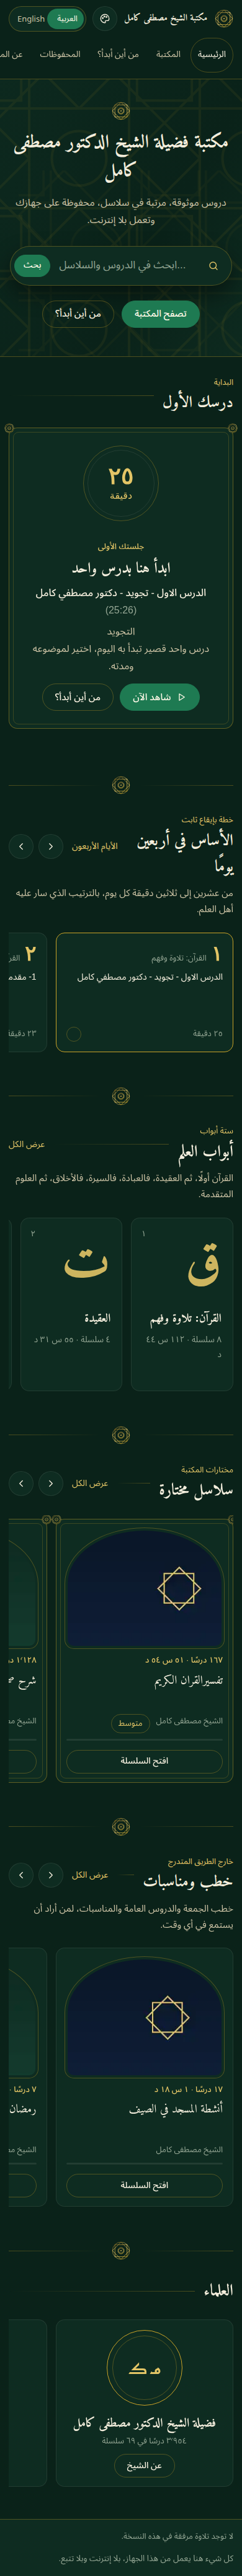 مكتبة الشيخ مصطفى كامل
العربية
English
الرئيسية
المكتبة
من أين أبدأ؟
المحفوظات
عن
مكتبة فضيلة الشيخ الدكتور مصطفى
كامل
دروس موثوقة، مرتبة في سلاسل، محفوظة على جهازك
وتعمل بلا إنترنت.
ابحث في الدروس والسلاسل...
بحث
تصفح المكتبة
من أين أبدأ؟
البداية
درسك الأول
٢٥
دقيقة
جلستك الأولى
ابدأ هنا بدرس واحد
الدرس الاول - تجويد - دكتور مصطفي كامل
(25:26)
التجويد
درس واحد قصير تبدأ به اليوم، اختير لموضوعه
ومدته.
شاهد الآن
من أين أبدأ؟
خطة بإيقاع ثابت
الأساس في أربعين
يومًا
الأيام الأربعون
من عشرين إلى ثلاثين دقيقة كل يوم، بالترتيب الذي سار عليه
أهل العلم.
١ القرآن: تلاوة وفهم
الدرس الاول - تجويد - دكتور مصطفي كامل
٢٥ دقيقة
٢
1- مقدم
٢٣ دقيقة
ستة أبواب
أبواب العلم
عرض الكل
القرآن أولًا، ثم العقيدة، فالعبادة، فالسيرة، فالأخلاق، ثم العلوم
المتقدمة.
١
ق
القرآن: تلاوة وفهم
٨ سلسلة · ١١٢ س ٤٤
د
٢
ت
العقيدة
٤ سلسلة · ٥٥ س ٣١ د
مختارات المكتبة
سلاسل مختارة
عرض الكل
١٦٧ درسًا · ٥١ س ٥٤ د
تفسيرالقران الكريم
الشيخ مصطفى كامل
متوسط
افتح السلسلة
شرح
الشيخ
خارج الطريق المتدرج
خطب ومناسبات
عرض الكل
خطب الجمعة والدروس العامة والمناسبات، لمن أراد أن
يستمع في أي وقت.
١٧ درسًا · ١ س ١٨ د
أنشطة المسجد في الصيف
الشيخ مصطفى كامل
افتح السلسلة
٧ درسًا ·
رمضان
الشيخ
العلماء
م ك
فضيلة الشيخ الدكتور مصطفى كامل
٣٬٩٥٤ درسًا في ٦٩ سلسلة
عن الشيخ
لا توجد تلاوة مرفقة في هذه النسخة.
كل شيء هنا يعمل من هذا الجهاز، بلا إنترنت وبلا تتبع.